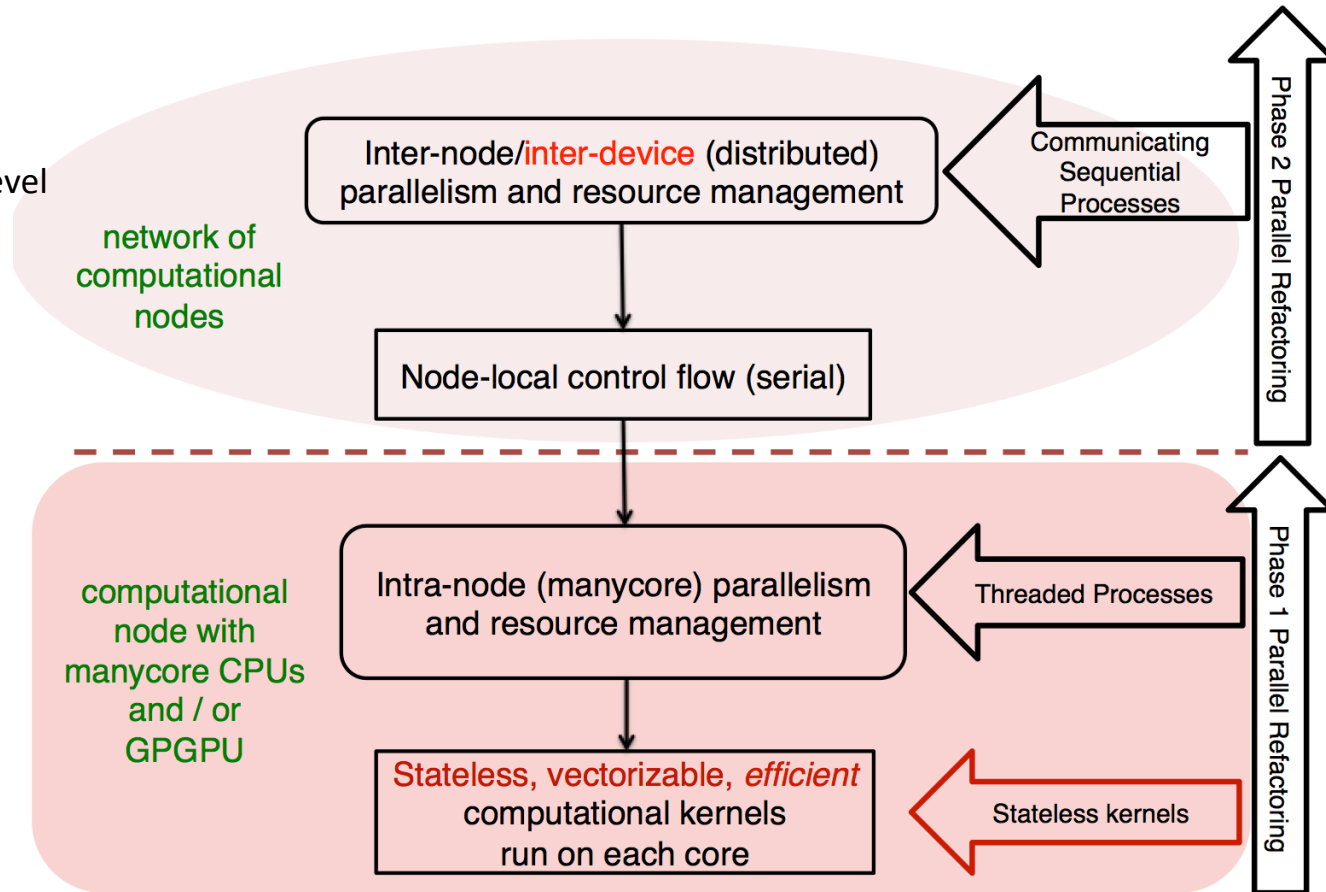 Inter-node/inter-device (distributed)
parallelism and resource management
Communicating
Sequential
Processes
Phase 2 Parallel Refactoring
network of
computational
nodes
Node-local control flow (serial)
computational
node with
manycore CPUs
and / or
GPGPU
Intra-node (manycore) parallelism
and resource management
Threaded Processes
Phase 1 Parallel Refactoring
Stateless, vectorizable, efficient
computational kernels
run on each core
Stateless kernels